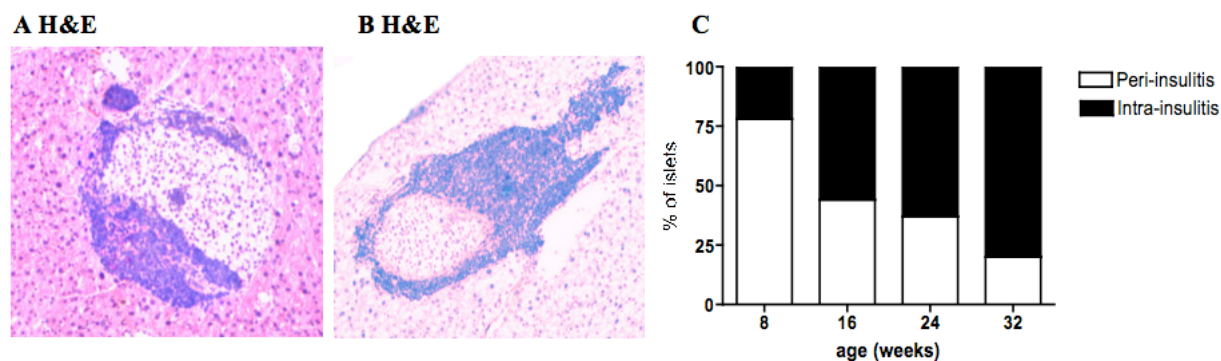 A H&E
B H&E
C
100
75
50
25
0
% of islets
8 16 24 32
age (weeks)
Peri-insulitis
Intra-insulitis